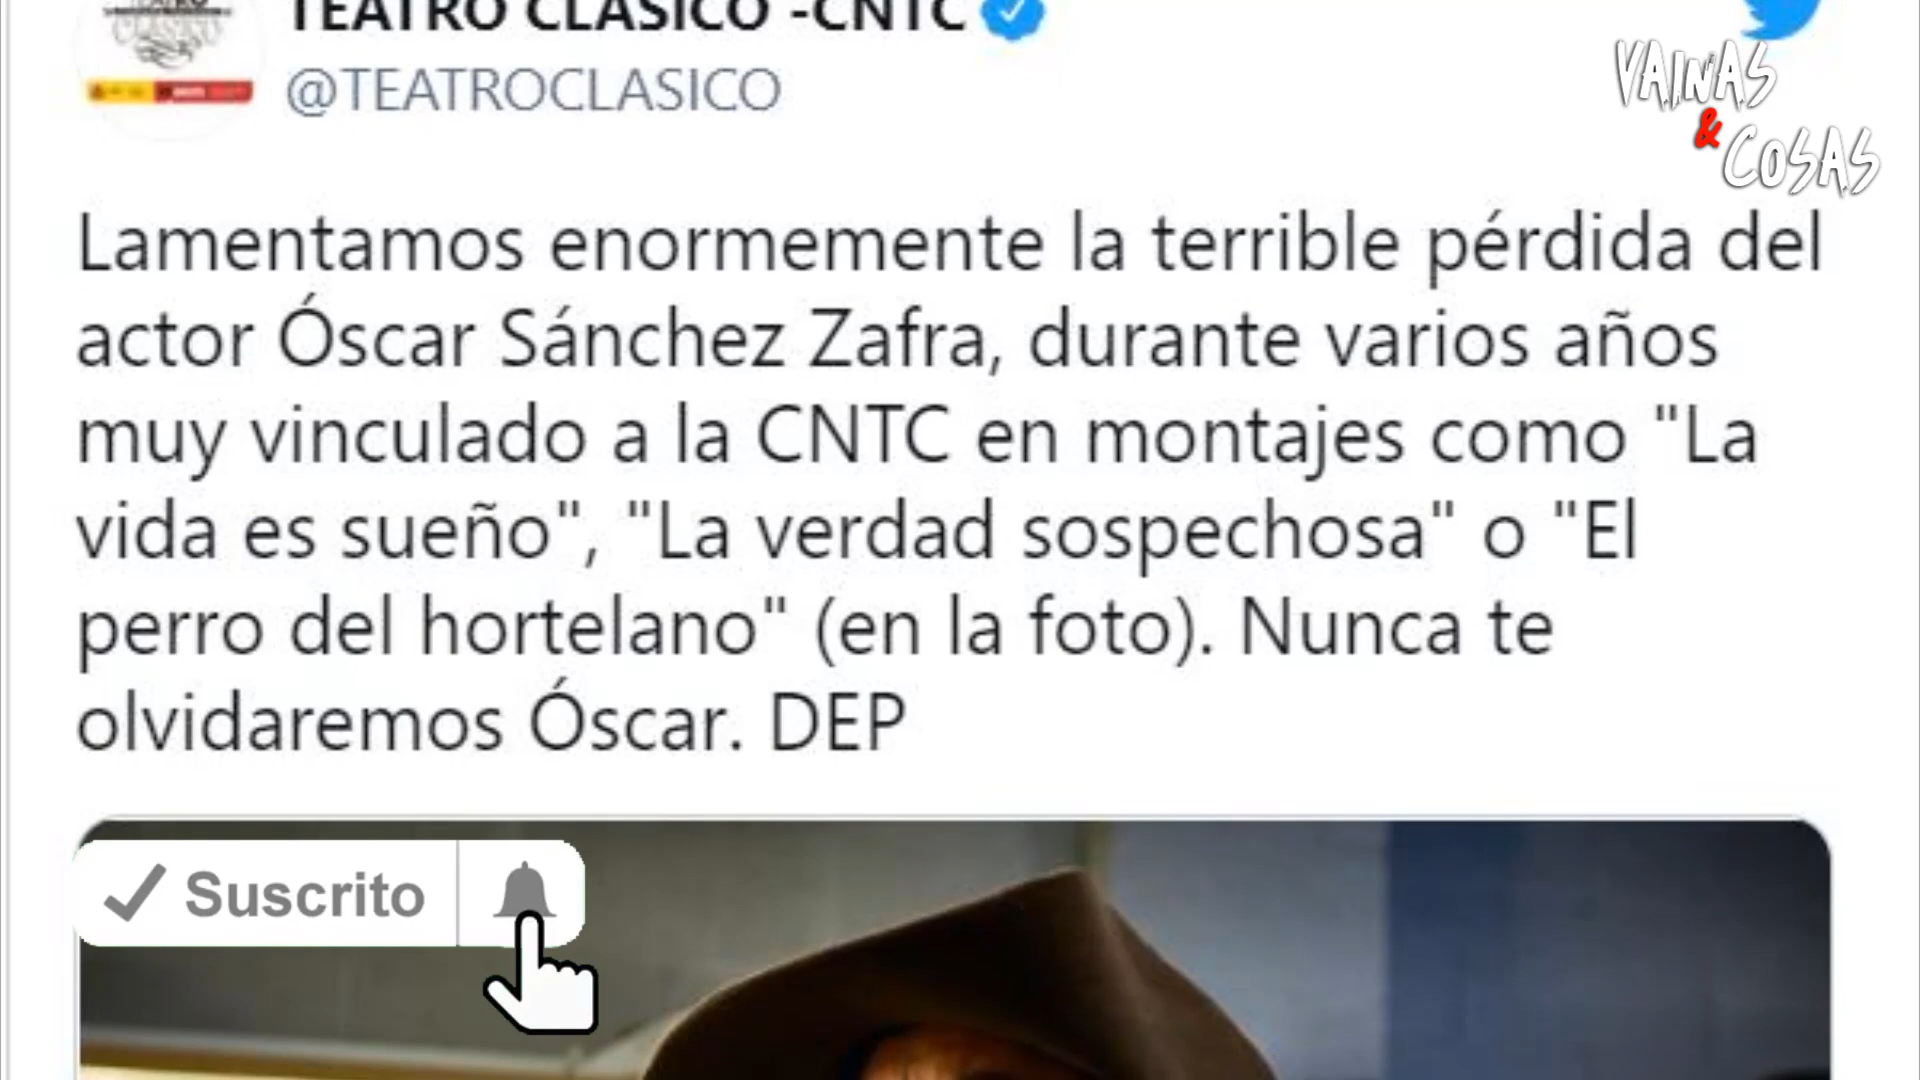 TEATRO CLÁSICO -CNTC
@TEATROCLASICO
VAINAS
&
COSAS
Lamentamos enormemente la terrible pérdida del
actor Óscar Sánchez Zafra, durante varios años
muy vinculado a la CNTC en montajes como "La
vida es sueño", "La verdad sospechosa" o "El
perro del hortelano" (en la foto). Nunca te
olvidaremos Óscar. DEP
Suscrito